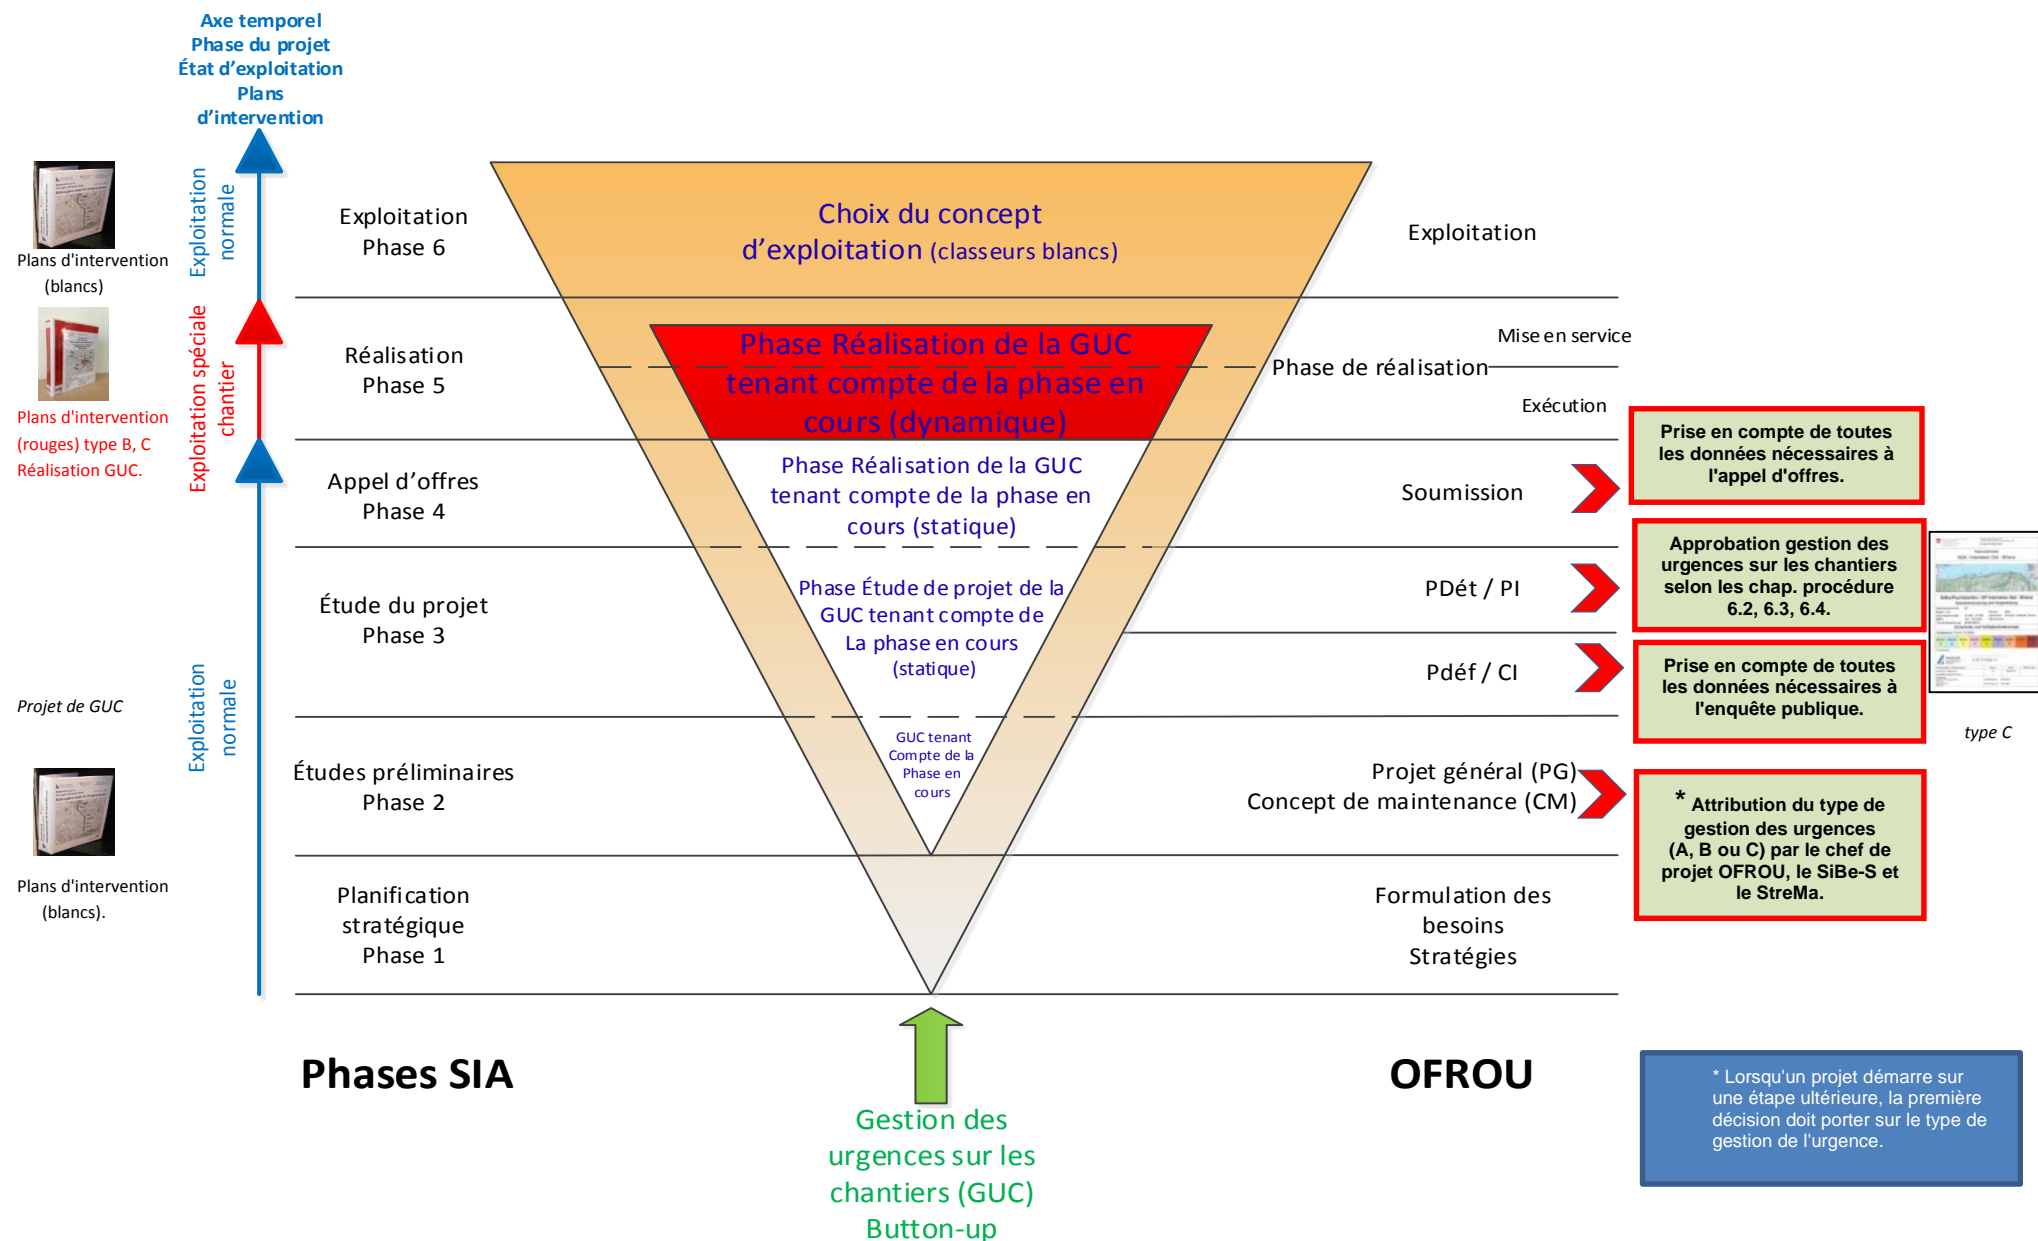 Axe temporel
Phase du projet
État d’exploitation
Plans
d’intervention
Exploitation
normale
Plans d'intervention
(blancs)
Exploitation
Phase 6
Choix du concept
d’exploitation (classeurs blancs)
Exploitation
Exploitation spéciale
chantier
Plans d'intervention
(rouges) type B, C
Réalisation GUC.
Réalisation
Phase 5
Phase Réalisation de la GUC
tenant compte de la phase en
cours (dynamique)
Mise en service
Phase de réalisation
Exécution
Appel d’offres
Phase 4
Phase Réalisation de la GUC
tenant compte de la phase en
cours (statique)
Soumission
Prise en compte de toutes
les données nécessaires à
l'appel d'offres.
Étude du projet
Phase 3
Phase Étude de projet de la
GUC tenant compte de
La phase en cours
(statique)
PDét / PI
Approbation gestion des
urgences sur les chantiers
selon les chap. procédure
6.2, 6.3, 6.4.
Pdéf / CI
Prise en compte de toutes
les données nécessaires à
l'enquête publique.
type C
Exploitation
normale
Projet de GUC
Études préliminaires
Phase 2
GUC tenant
Compte de la
Phase en
cours
Projet général (PG)
Concept de maintenance (CM)
* Attribution du type de
gestion des urgences
(A, B ou C) par le chef de
projet OFROU, le SiBe-S et
le StreMa.
Plans d'intervention
(blancs).
Planification
stratégique
Phase 1
Formulation des
besoins
Stratégies
Phases SIA
OFROU
Gestion des
urgences sur les
chantiers (GUC)
Button-up
* Lorsqu'un projet démarre sur
une étape ultérieure, la première
décision doit porter sur le type de
gestion de l'urgence.